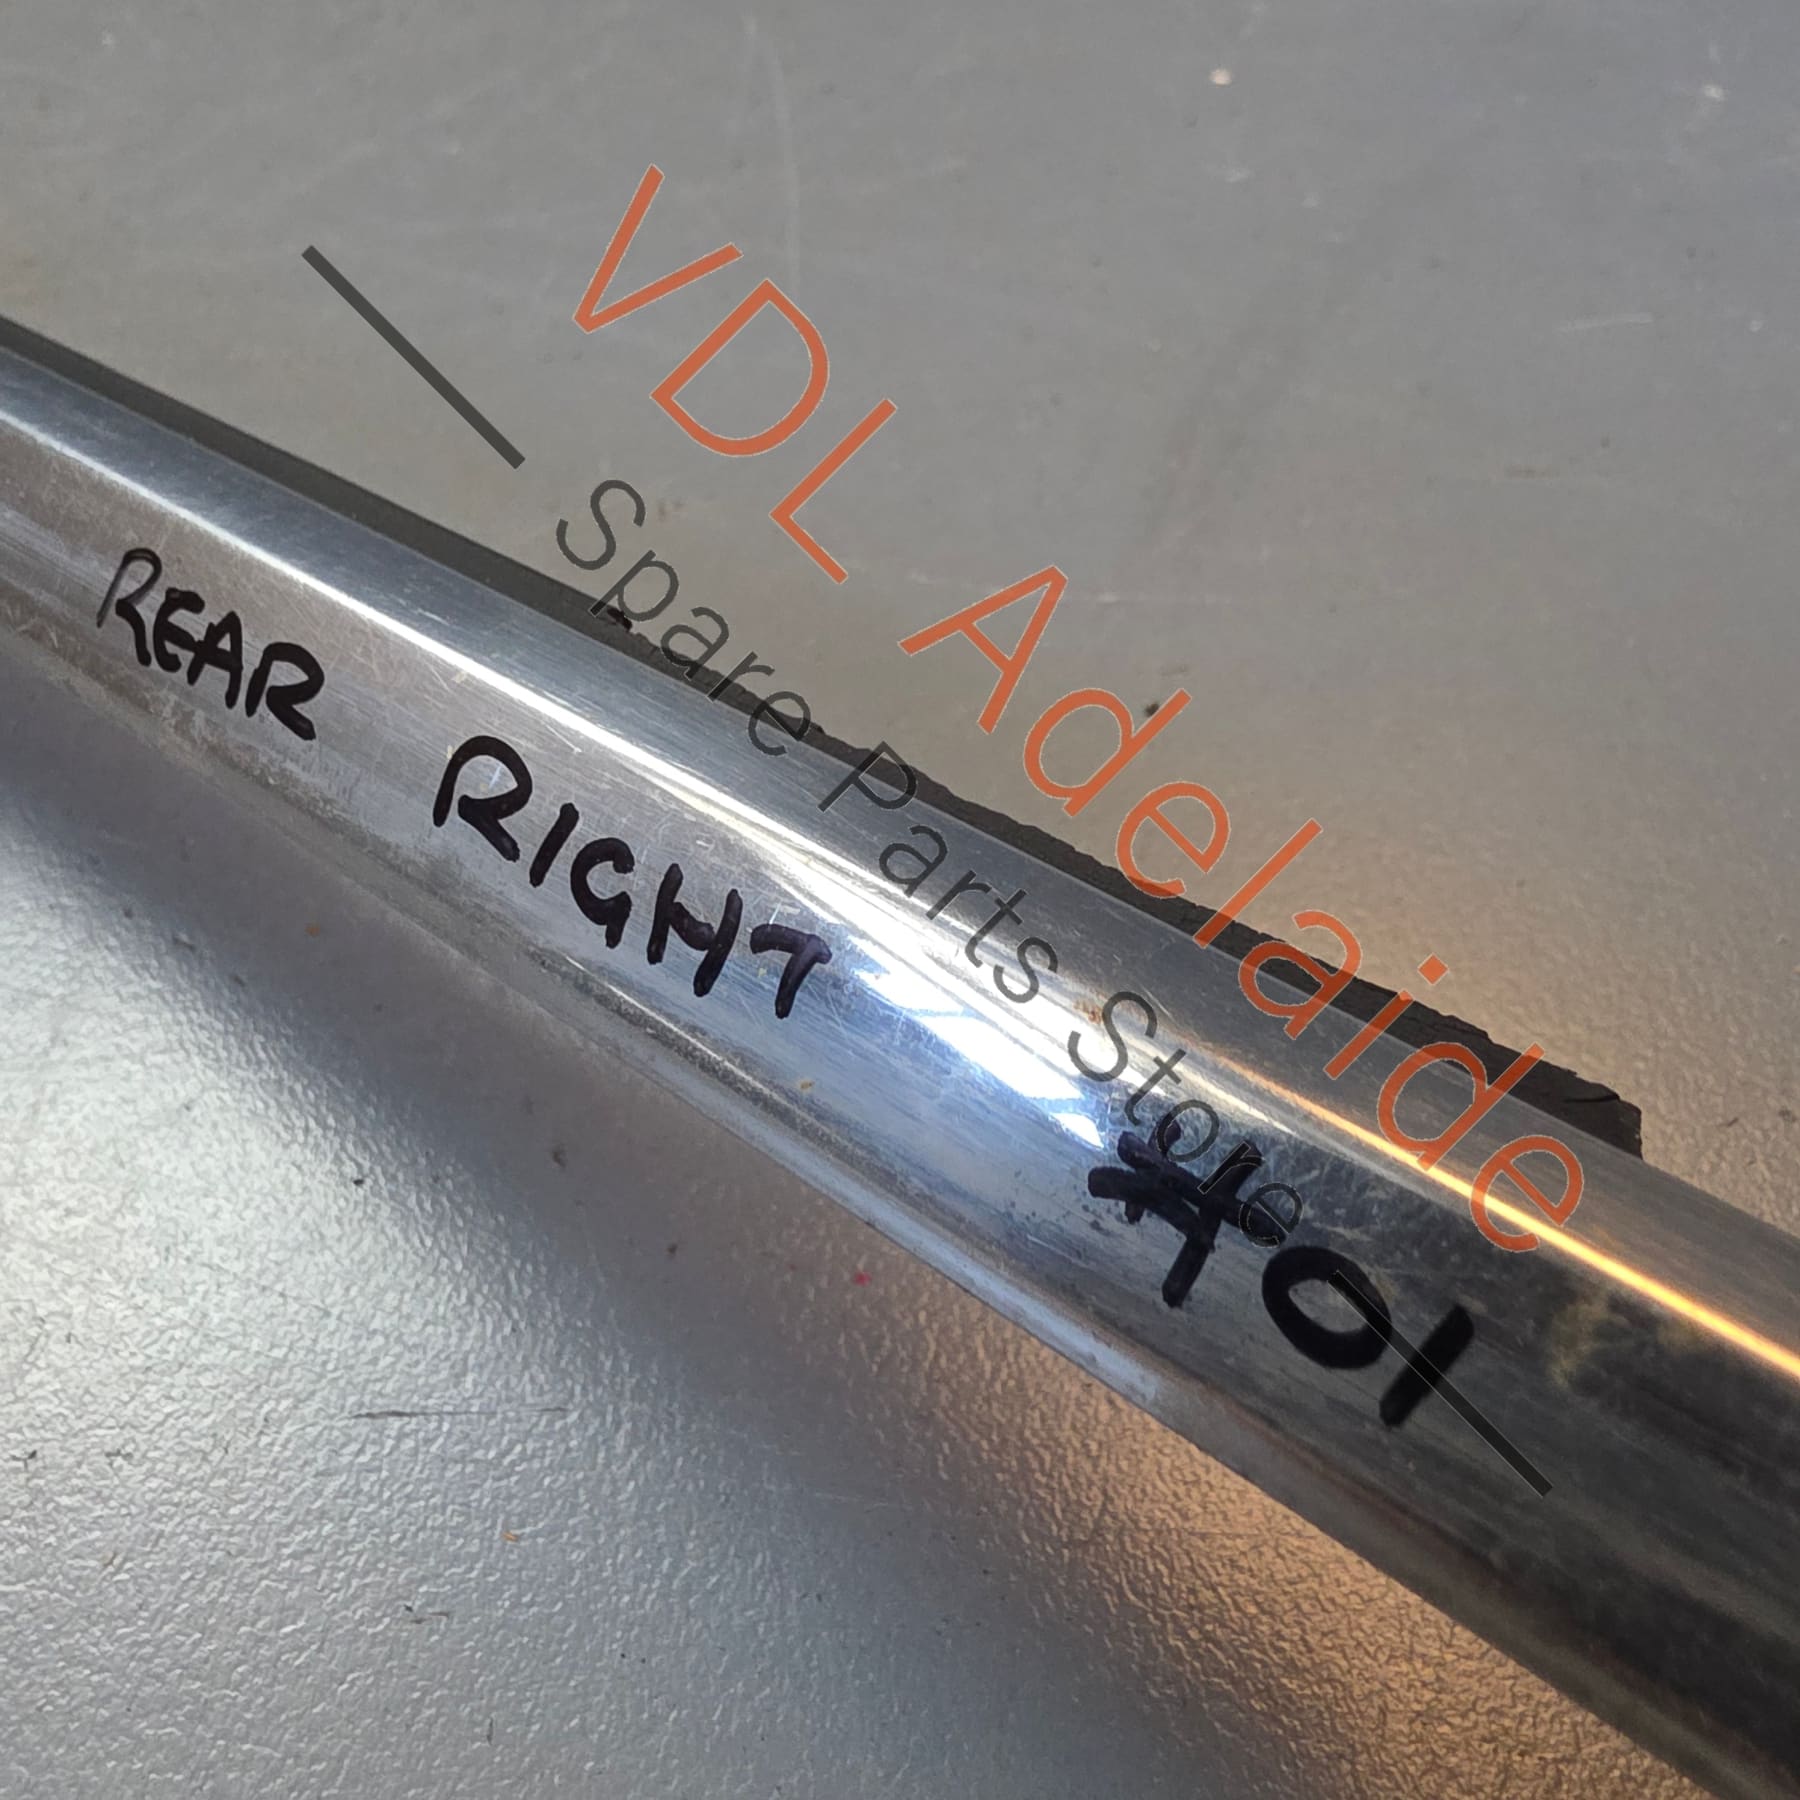 VDL Adelaide
Spare Parts Store
REAR RIGHT #01